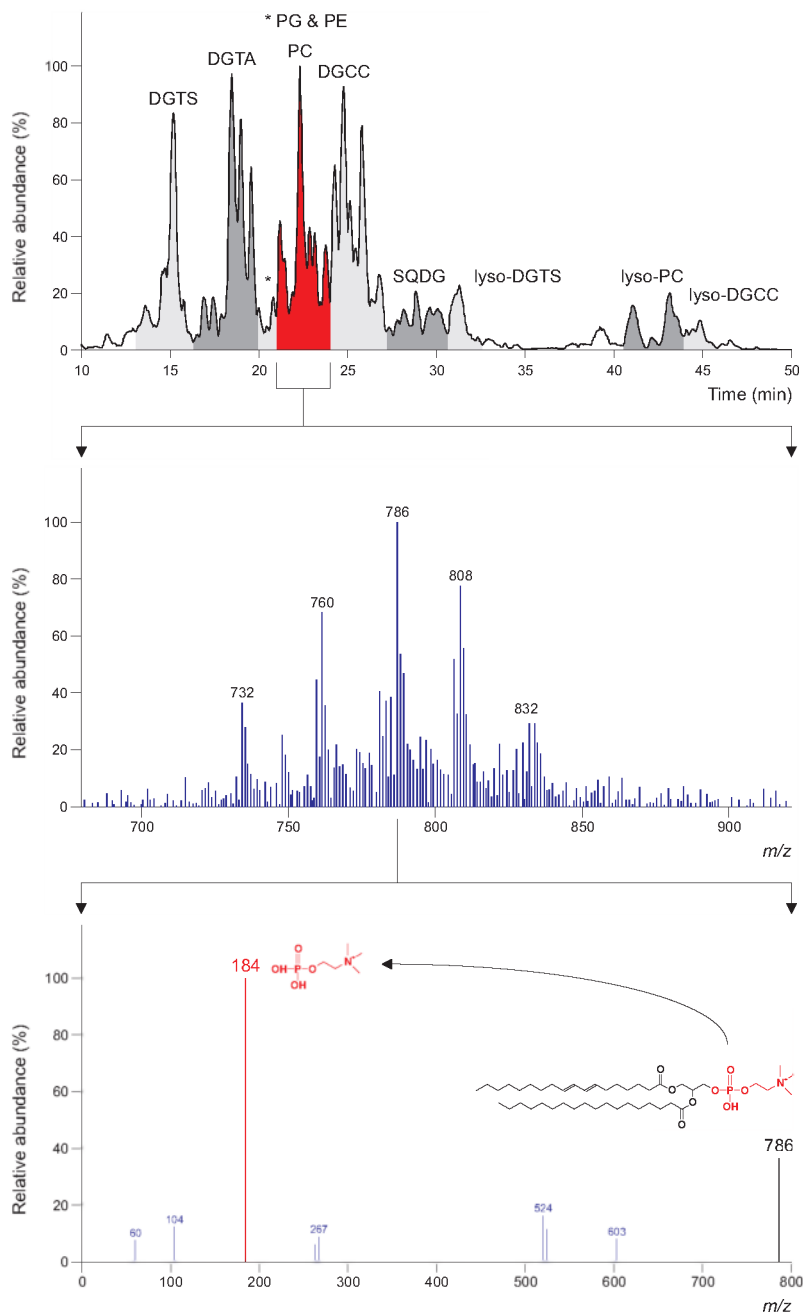 * PG & PE
PC
DGTA
DGCC
DGTS
*
SQDG
lyso-DGTS
lyso-PC
lyso-DGCC
Relative abundance (%)
100
80
60
40
20
0
10 15 20 25 30 35 40 45 50
Time (min)
Relative abundance (%)
100
80
60
40
20
0
786
808
760
732
832
700 750 800 850 900
m/z
Relative abundance (%)
100
80
60
40
20
0
184
O
OH P O N+
OH
O O
O O P O N+
O OH
O
786
60
104
267
524
603
0 100 200 300 400 500 600 700 800
m/z